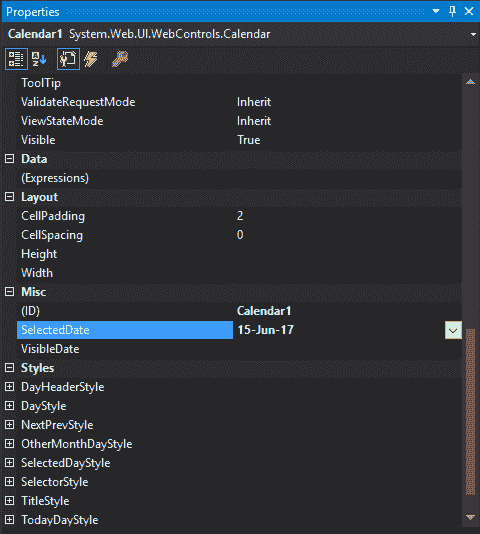 Properties
Calendar1 System.Web.UI.WebControls.Calendar
ToolTip
ValidateRequestMode Inherit
ViewStateMode Inherit
Visible True
Data
(Expressions)
Layout
CellPadding 2
CellSpacing 0
Height
Width
Misc
(ID) Calendar1
SelectedDate 15-Jun-17
VisibleDate
Styles
DayHeaderStyle
DayStyle
NextPrevStyle
OtherMonthDayStyle
SelectedDayStyle
SelectorStyle
TitleStyle
TodayDayStyle